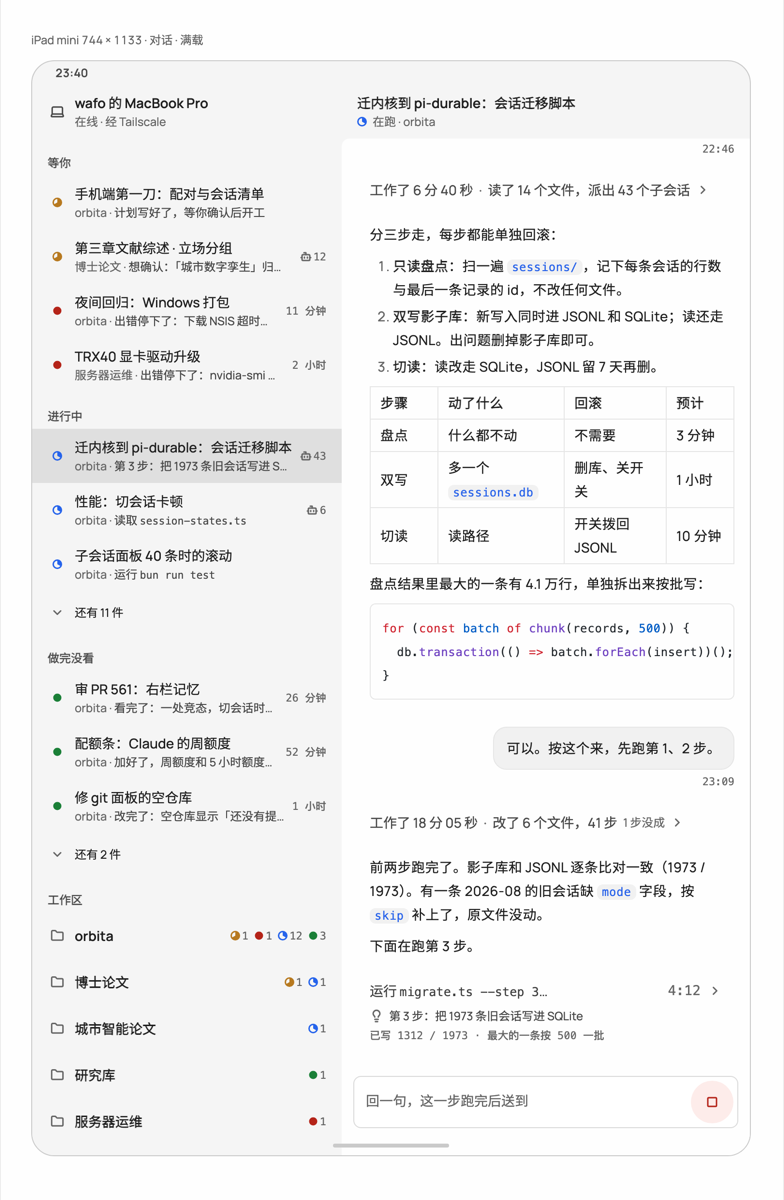 iPad mini 744 × 1133 · 对话 · 满载
23:40
wafo 的 MacBook Pro
在线 · 经 Tailscale
等你
手机端第一刀：配对与会话清单
orbita · 计划写好了，等你确认后开工
第三章文献综述 · 立场分组
博士论文 · 想确认：「城市数字孪生」归…
12
夜间回归：Windows 打包
orbita · 出错停下了：下载 NSIS 超时…
11 分钟
TRX40 显卡驱动升级
服务器运维 · 出错停下了：nvidia-smi …
2 小时
进行中
迁内核到 pi-durable：会话迁移脚本
orbita · 第 3 步：把 1973 条旧会话写进 S…
43
性能：切会话卡顿
orbita · 读取 session-states.ts
6
子会话面板 40 条时的滚动
orbita · 运行 bun run test
还有 11 件
做完没看
审 PR 561：右栏记忆
orbita · 看完了：一处竞态，切会话时…
26 分钟
配额条：Claude 的周额度
orbita · 加好了，周额度和 5 小时额度…
52 分钟
修 git 面板的空仓库
orbita · 改完了：空仓库显示「还没有提…
1 小时
还有 2 件
工作区
orbita
1 1 12 3
博士论文
1 1
城市智能论文
1
研究库
1
服务器运维
1
迁内核到 pi-durable：会话迁移脚本
在跑 · orbita
22:46
工作了 6 分 40 秒 · 读了 14 个文件，派出 43 个子会话
分三步走，每步都能单独回滚：
1. 只读盘点：扫一遍 sessions/ ，记下每条会话的行数
与最后一条记录的 id，不改任何文件。
2. 双写影子库：新写入同时进 JSONL 和 SQLite；读还走
JSONL。出问题删掉影子库即可。
3. 切读：读改走 SQLite，JSONL 留 7 天再删。
步骤 动了什么 回滚 预计
盘点 什么都不动 不需要 3 分钟
双写 多一个 sessions.db 删库、关开关 1 小时
切读 读路径 开关拨回 JSONL 10 分钟
盘点结果里最大的一条有 4.1 万行，单独拆出来按批写：
for (const batch of chunk(records, 500)) {
db.transaction(() => batch.forEach(insert))();
}
可以。按这个来，先跑第 1、2 步。
23:09
工作了 18 分 05 秒 · 改了 6 个文件，41 步 1 步没成
前两步跑完了。影子库和 JSONL 逐条比对一致（1973 /
1973）。有一条 2026-08 的旧会话缺 mode 字段，按
skip 补上了，原文件没动。
下面在跑第 3 步。
运行 migrate.ts --step 3…
4:12
第 3 步：把 1973 条旧会话写进 SQLite
已写 1312 / 1973 · 最大的一条按 500 一批
回一句，这一步跑完后送到